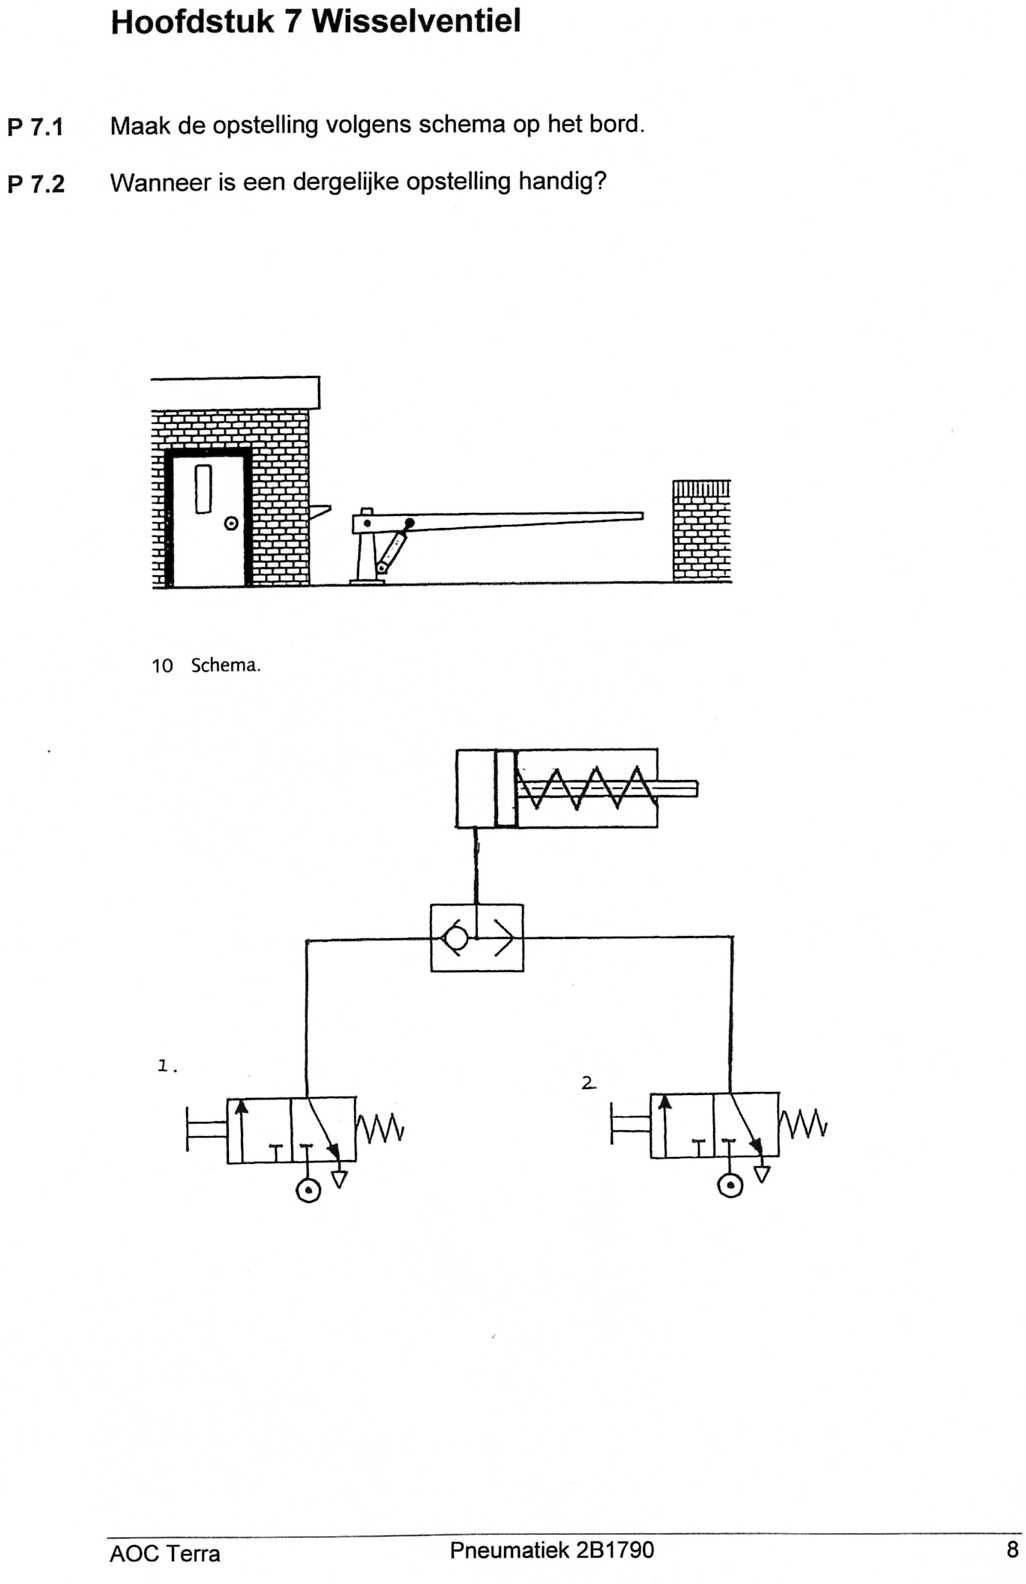 Hoofdstuk 7 Wisselventiel
P 7.1 Maak de opstelling volgens schema op het bord.
P 7.2 Wanneer is een dergelijke opstelling handig?
10 Schema.
1.
2
AOC Terra Pneumatiek 2B1790 8